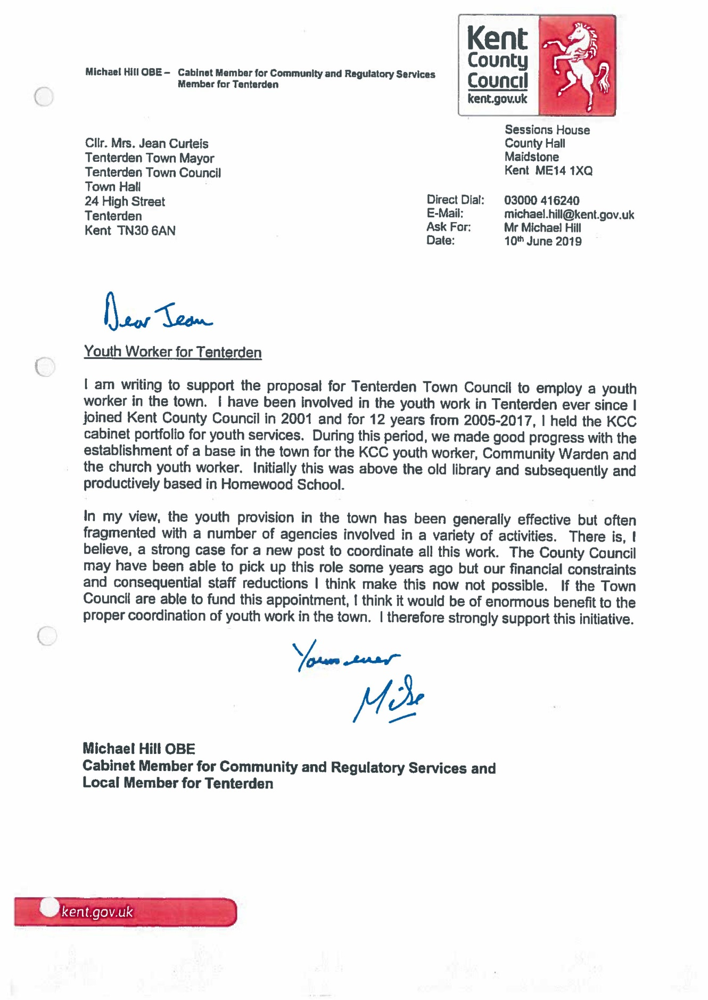 Kent
County
Council
kent.gov.uk
Michael Hill OBE – Cabinet Member for Community and Regulatory Services
Member for Tenterden
Sessions House
County Hall
Maidstone
Kent ME14 1XQ
Cllr. Mrs. Jean Curteis
Tenterden Town Mayor
Tenterden Town Council
Town Hall
24 High Street
Tenterden
Kent TN30 6AN
Direct Dial: 03000 416240
E-Mail: michael.hill@kent.gov.uk
Ask For: Mr Michael Hill
Date: 10th June 2019
Dear Jean
Youth Worker for Tenterden
I am writing to support the proposal for Tenterden Town Council to employ a youth
worker in the town. I have been involved in the youth work in Tenterden ever since I
joined Kent County Council in 2001 and for 12 years from 2005-2017, I held the KCC
cabinet portfolio for youth services. During this period, we made good progress with the
establishment of a base in the town for the KCC youth worker, Community Warden and
the church youth worker. Initially this was above the old library and subsequently and
productively based in Homewood School.
In my view, the youth provision in the town has been generally effective but often
fragmented with a number of agencies involved in a variety of activities. There is, I
believe, a strong case for a new post to coordinate all this work. The County Council
may have been able to pick up this role some years ago but our financial constraints
and consequential staff reductions I think make this now not possible. If the Town
Council are able to fund this appointment, I think it would be of enormous benefit to the
proper coordination of youth work in the town. I therefore strongly support this initiative.
Yours ever
Mike
Michael Hill OBE
Cabinet Member for Community and Regulatory Services and
Local Member for Tenterden
kent.gov.uk